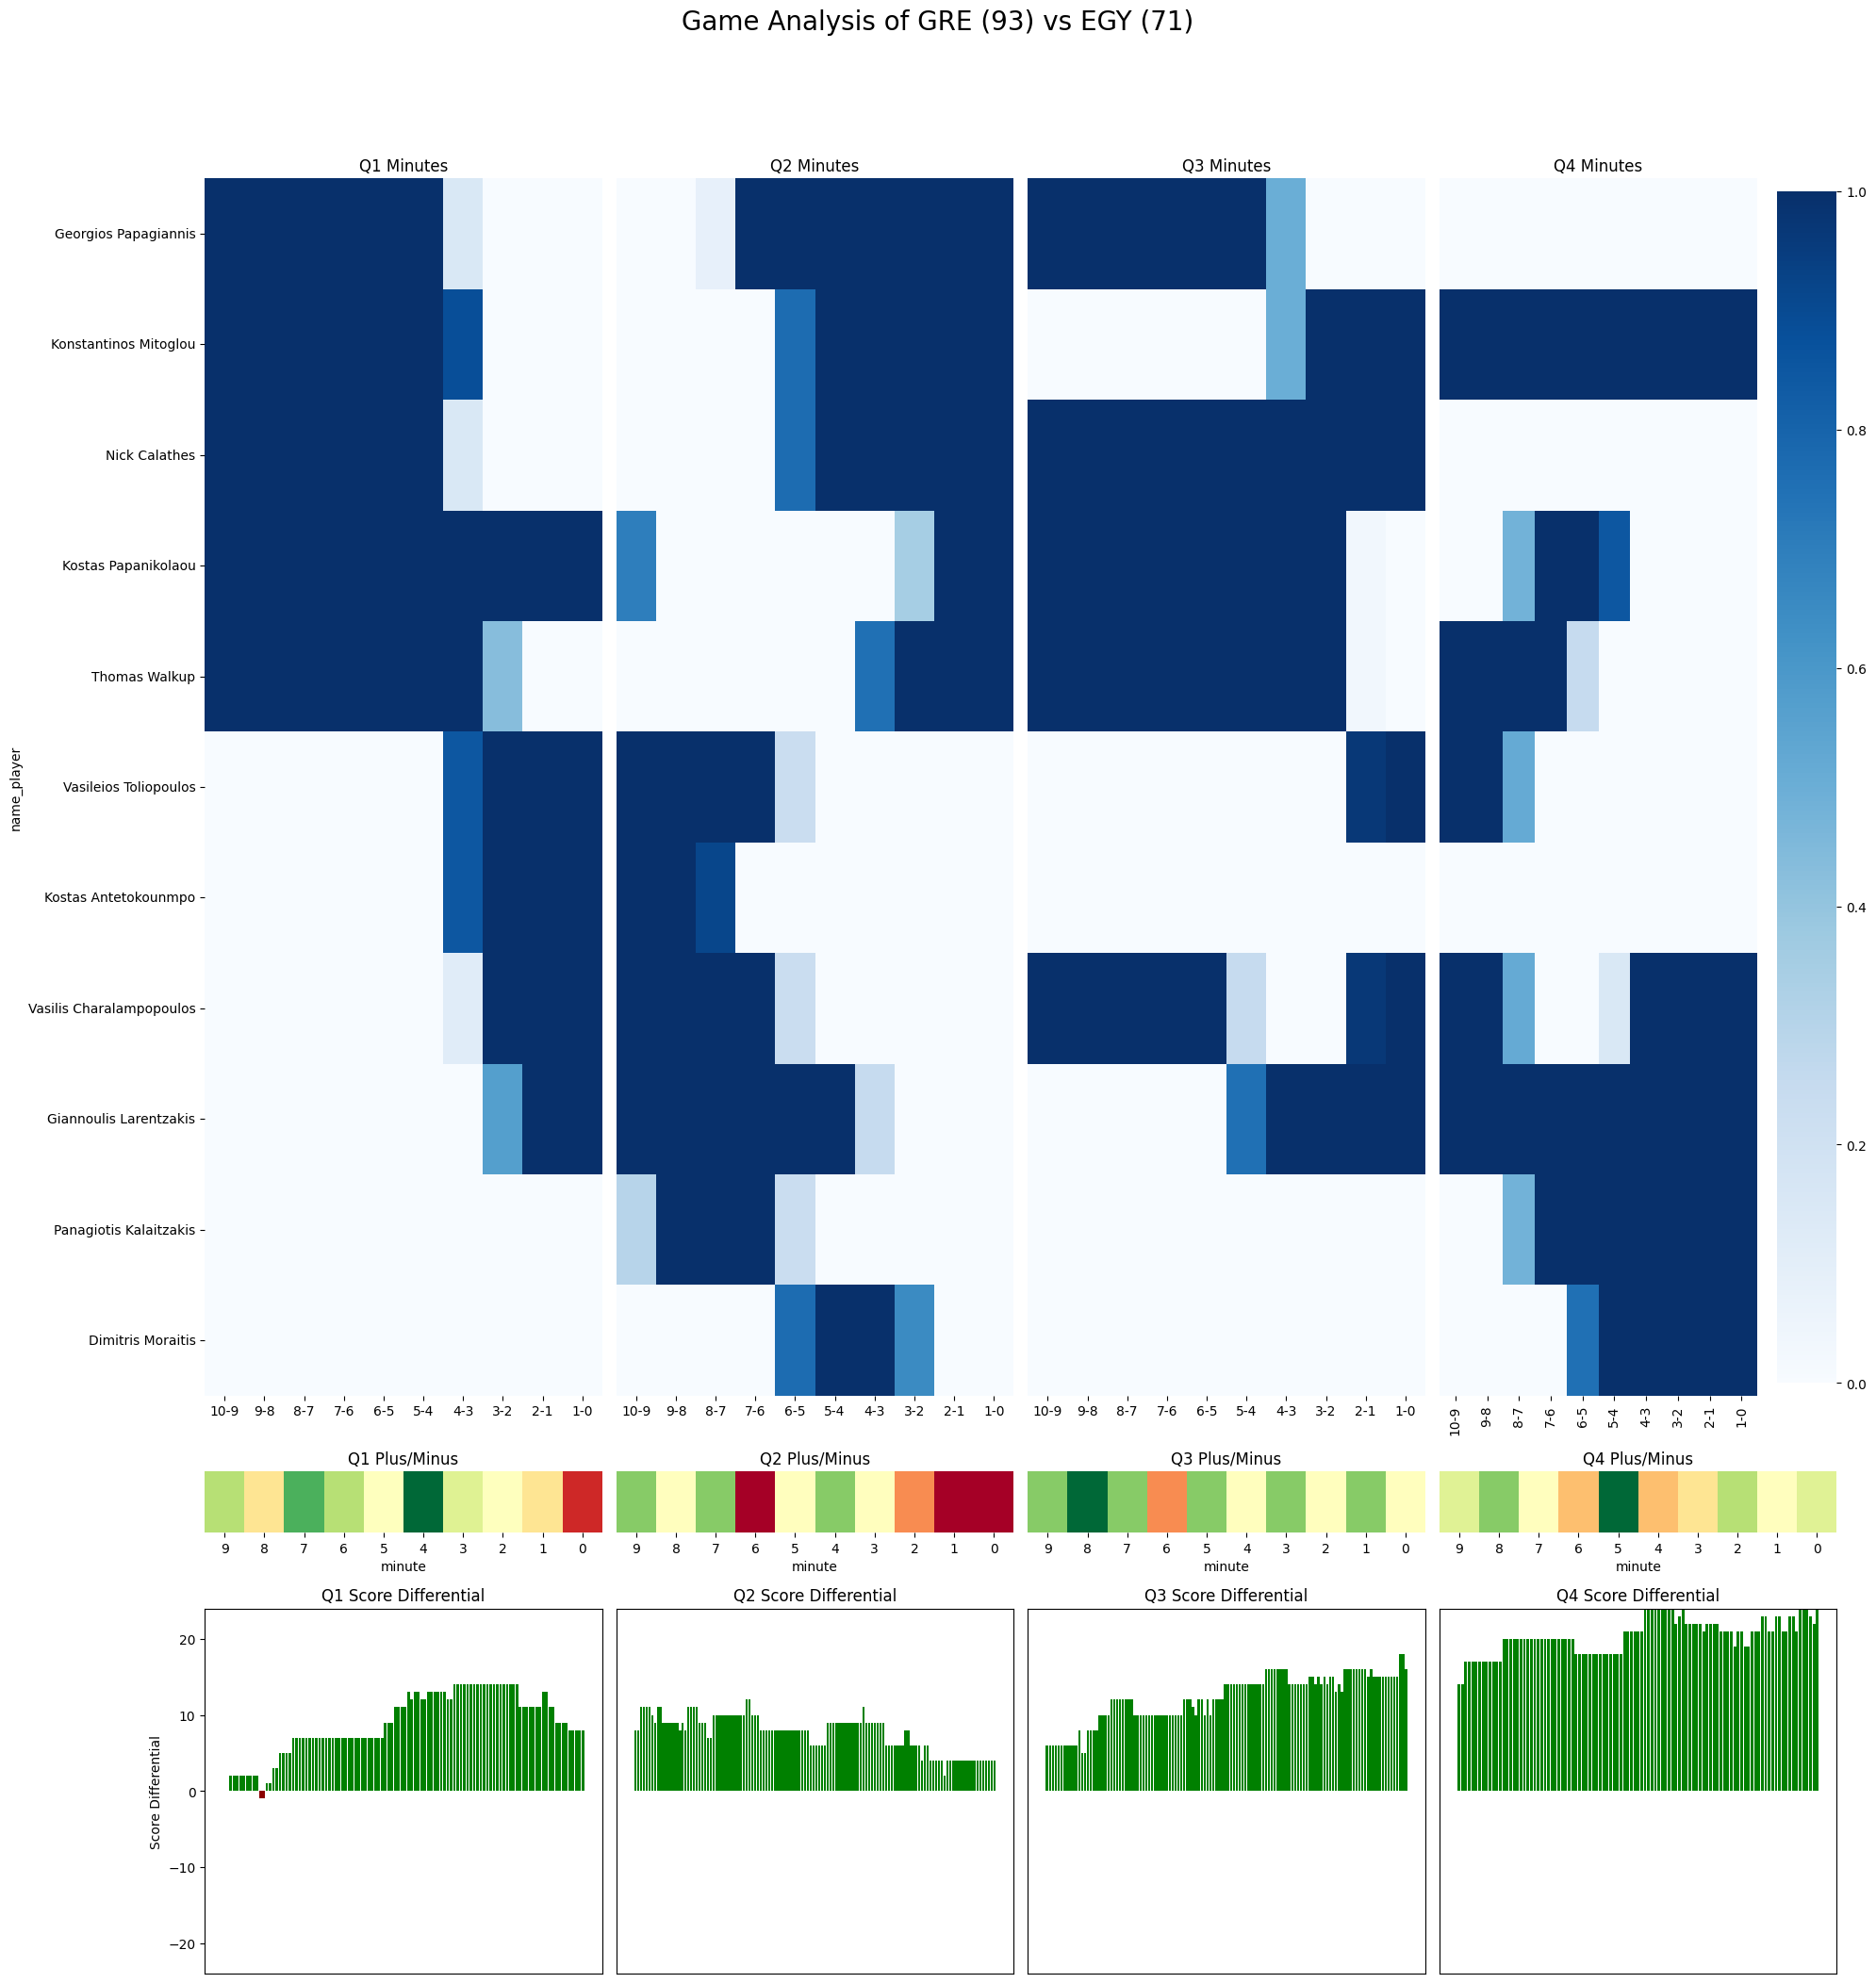 Game Analysis of GRE (93) vs EGY (71)
Q1 Minutes Q2 Minutes Q3 Minutes Q4 Minutes
name_player
Georgios Papagiannis
Konstantinos Mitoglou
Nick Calathes
Kostas Papanikolaou
Thomas Walkup
Vasileios Toliopoulos
Kostas Antetokounmpo
Vasilis Charalampopoulos
Giannoulis Larentzakis
Panagiotis Kalaitzakis
Dimitris Moraitis
1.0
0.8
0.6
0.4
0.2
0.0
10-9 9-8 8-7 7-6 6-5 5-4 4-3 3-2 2-1 1-0
10-9 9-8 8-7 7-6 6-5 5-4 4-3 3-2 2-1 1-0
10-9 9-8 8-7 7-6 6-5 5-4 4-3 3-2 2-1 1-0
10-9 9-8 8-7 7-6 6-5 5-4 4-3 3-2 2-1 1-0
Q1 Plus/Minus Q2 Plus/Minus Q3 Plus/Minus Q4 Plus/Minus
9 8 7 6 5 4 3 2 1 0
9 8 7 6 5 4 3 2 1 0
9 8 7 6 5 4 3 2 1 0
9 8 7 6 5 4 3 2 1 0
minute minute minute minute
Q1 Score Differential Q2 Score Differential Q3 Score Differential Q4 Score Differential
Score Differential
20
10
0
−10
−20